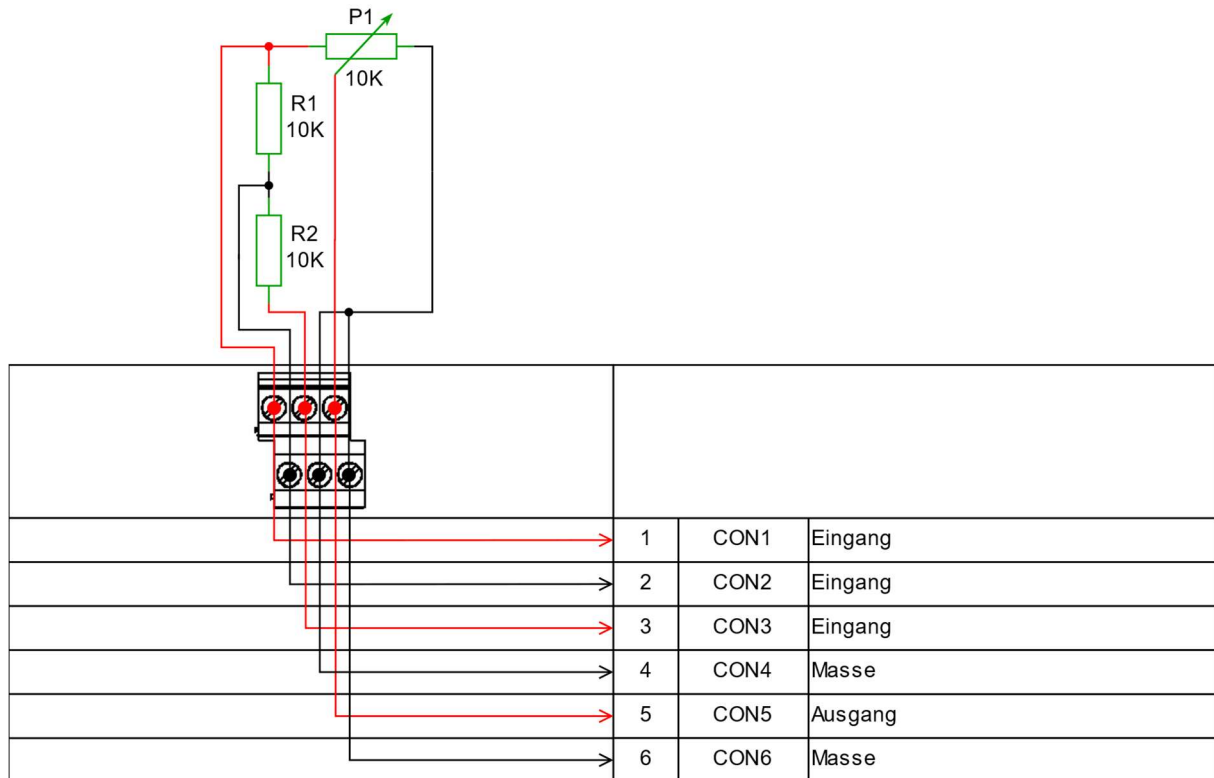 P1
10K
R1
10K
R2
10K
1 CON1 Eingang
2 CON2 Eingang
3 CON3 Eingang
4 CON4 Masse
5 CON5 Ausgang
6 CON6 Masse